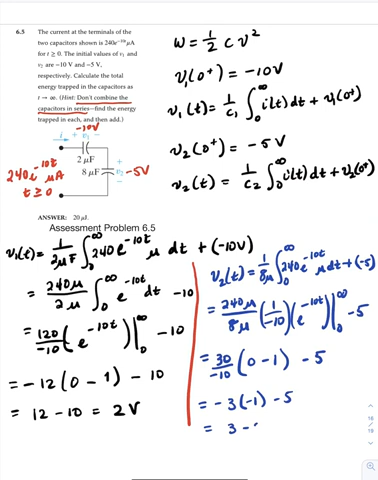 6.5 The current at the terminals of the
two capacitors shown is 240e^-10t μA
for t ≥ 0. The initial values of v1 and
v2 are −10 V and −5 V,
respectively. Calculate the total
energy trapped in the capacitors as
t → ∞. (Hint: Don't combine the
capacitors in series—find the energy
trapped in each, and then add.)
-10V
i + v1 -
2 μF
240e^-10t μA
t≥0
8 μF
+ v2 -
-5V
ANSWER: 20 μJ.
Assessment Problem 6.5
W = 1/2 C V²
v1(0+) = -10V
v1(t) = 1/C1 ∫0^∞ i(t) dt + v1(0+)
v2(0+) = -5 V
v2(t) = 1/C2 ∫0^∞ i(t) dt + v2(0+)
v1(t) = 1/2μF ∫0^∞ 240 e^-10t μ dt + (-10V)
= 240μ/2μ ∫0^∞ e^-10t dt -10
= 120/-10 (e^-10t)|0^∞ - 10
= -12(0 - 1) - 10
= 12 - 10 = 2V
v2(t) = 1/8μ ∫0^∞ 240 e^-10t μ dt + (-5)
= 240μ/8μ (1/-10)(e^-10t)|0^∞ - 5
= 30/-10 (0 - 1) - 5
= -3(-1) - 5
= 3 -